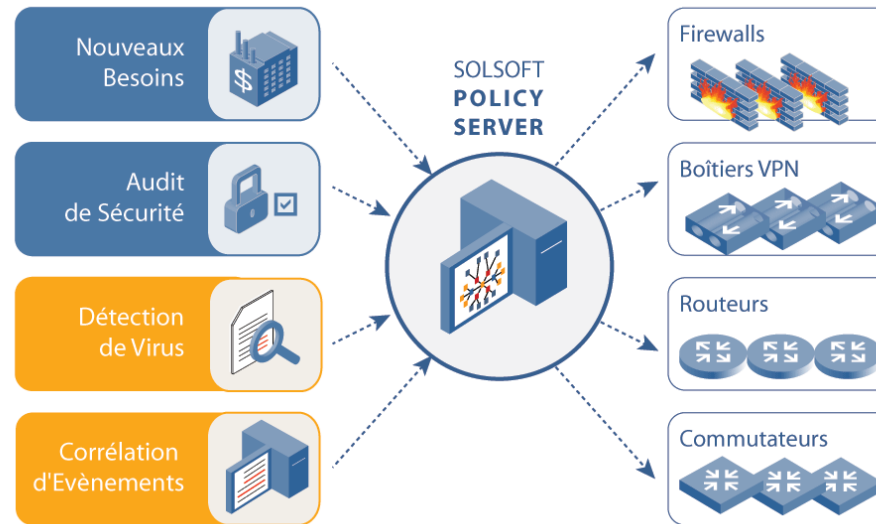 Nouveaux
Besoins
Audit
de Sécurité
Détection
de Virus
Corrélation
d'Evènements
SOLSOFT
POLICY
SERVER
Firewalls
Boîtiers VPN
Routeurs
Commutateurs